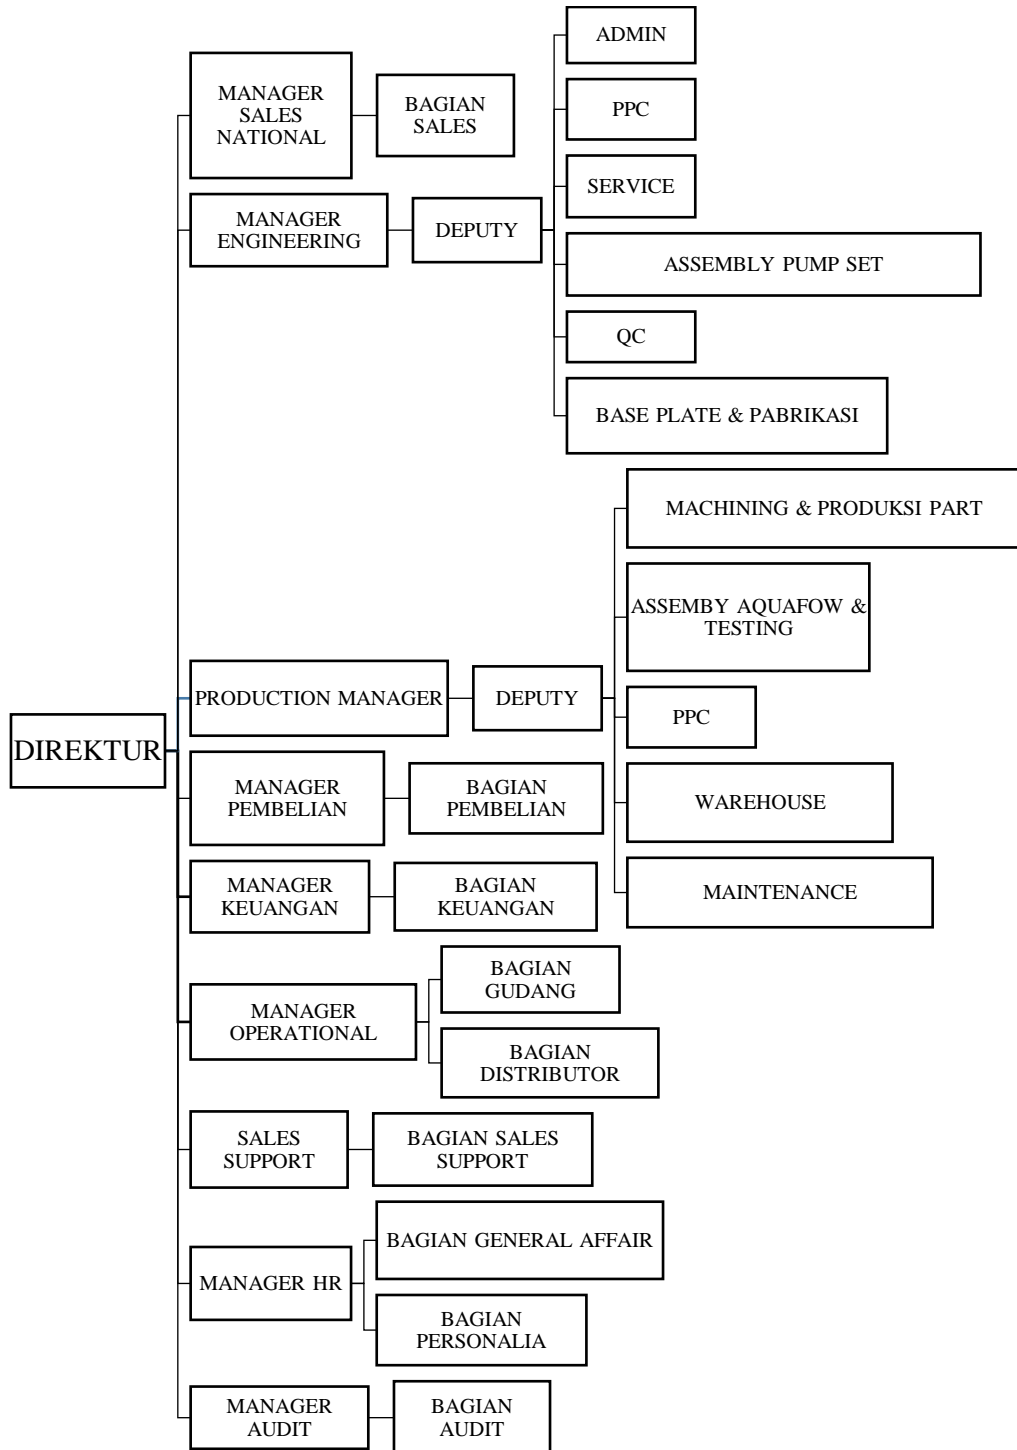 DIREKTUR
MANAGER
SALES
NATIONAL
BAGIAN
SALES
MANAGER
ENGINEERING
DEPUTY
ADMIN
PPC
SERVICE
ASSEMBLY PUMP SET
QC
BASE PLATE & PABRIKASI
PRODUCTION MANAGER
DEPUTY
MACHINING & PRODUKSI PART
ASSEMBY AQUAFOW &
TESTING
PPC
WAREHOUSE
MAINTENANCE
MANAGER
PEMBELIAN
BAGIAN
PEMBELIAN
MANAGER
KEUANGAN
BAGIAN
KEUANGAN
MANAGER
OPERATIONAL
BAGIAN
GUDANG
BAGIAN
DISTRIBUTOR
SALES
SUPPORT
BAGIAN SALES
SUPPORT
MANAGER HR
BAGIAN GENERAL AFFAIR
BAGIAN
PERSONALIA
MANAGER
AUDIT
BAGIAN
AUDIT